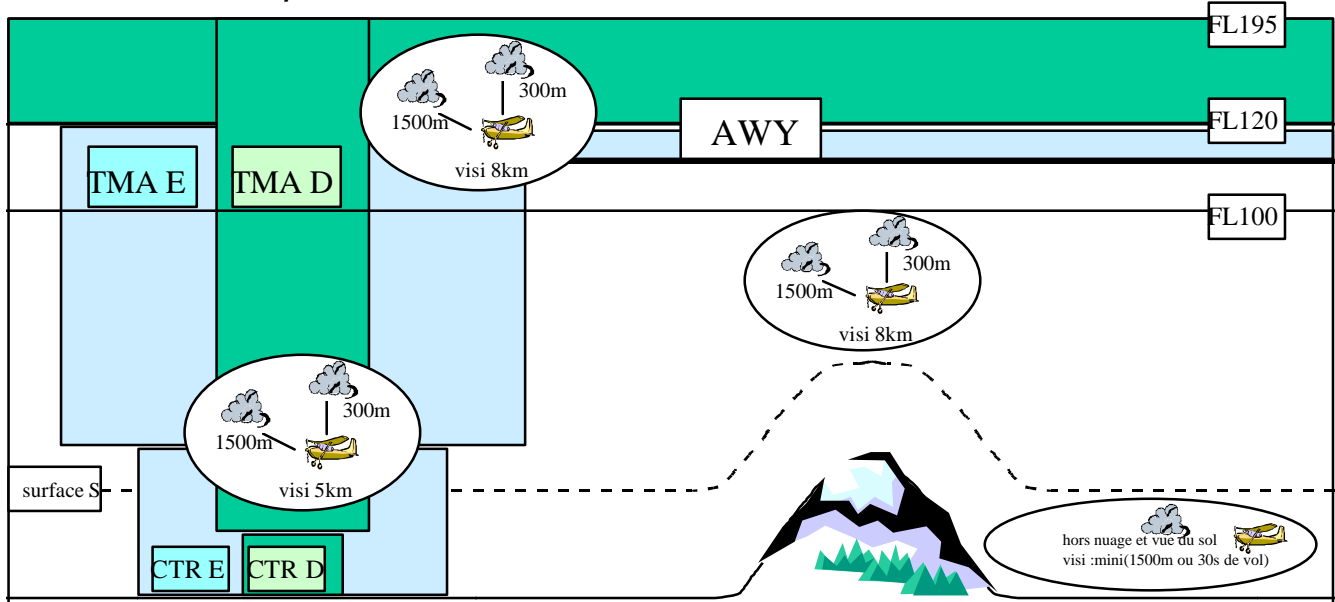 FL195
300m
1500m
visi 8km
AWY
FL120
TMA E
TMA D
FL100
300m
1500m
visi 8km
300m
1500m
visi 5km
surface S
hors nuage et vue du sol
visi :mini(1500m ou 30s de vol)
CTR E
CTR D